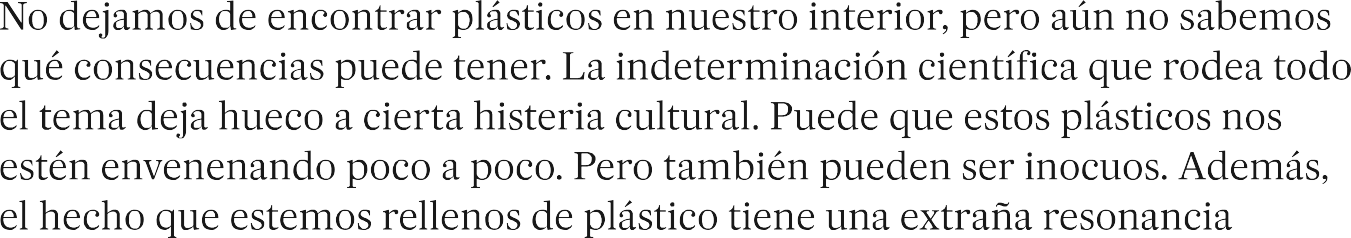 No dejamos de encontrar plásticos en nuestro interior, pero aún no sabemos
qué consecuencias puede tener. La indeterminación científica que rodea todo
el tema deja hueco a cierta histeria cultural. Puede que estos plásticos nos
estén envenenando poco a poco. Pero también pueden ser inocuos. Además,
el hecho que estemos rellenos de plástico tiene una extraña resonancia